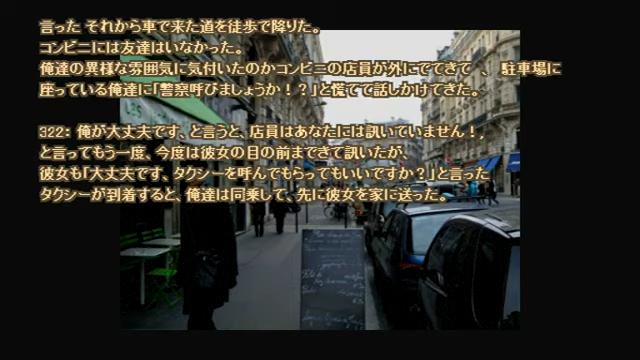 言った それから車で来た道を徒歩で降りた。
コンビニには友達はいなかった。
俺達の異様な雰囲気に気付いたのかコンビニの店員が外にでてきて 、 駐車場に
座っている俺達に「警察呼びましょうか！？」と慌てて話しかけてきた。
322： 俺が大丈夫です、と言うと、店員はあなたには訊いていません！，
と言ってもう一度、今度は彼女の目の前まできて訊いたが、
彼女も「大丈夫です、タクシーを呼んでもらってもいいですか？」と言った
タクシーが到着すると、俺達は同乗して、先に彼女を家に送った。